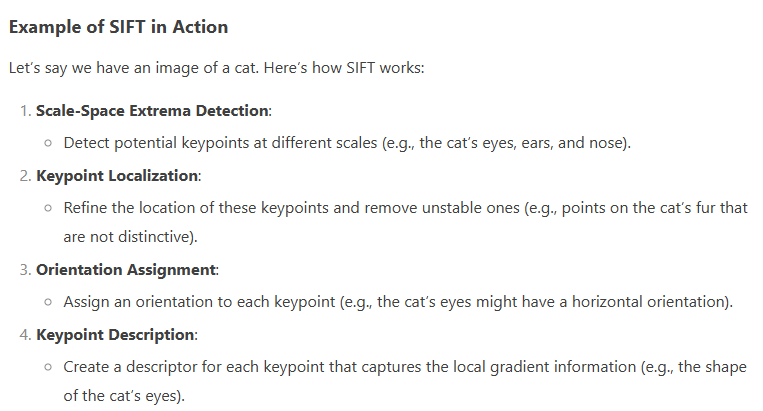 Example of SIFT in Action
Let's say we have an image of a cat. Here's how SIFT works:
1. Scale-Space Extrema Detection:
○ Detect potential keypoints at different scales (e.g., the cat's eyes, ears, and nose).
2. Keypoint Localization:
○ Refine the location of these keypoints and remove unstable ones (e.g., points on the cat's fur that
are not distinctive).
3. Orientation Assignment:
○ Assign an orientation to each keypoint (e.g., the cat's eyes might have a horizontal orientation).
4. Keypoint Description:
○ Create a descriptor for each keypoint that captures the local gradient information (e.g., the shape
of the cat's eyes).